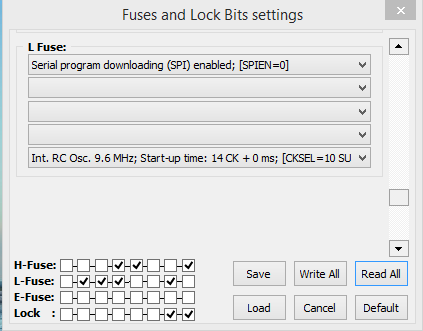 Fuses and Lock Bits settings
L Fuse:
Serial program downloading (SPI) enabled; [SPIEN=0]
Int. RC Osc. 9.6 MHz; Start-up time: 14 CK + 0 ms; [CKSEL=10 SU
H-Fuse:
L-Fuse:
E-Fuse:
Lock :
Save Write All Read All
Load Cancel Default